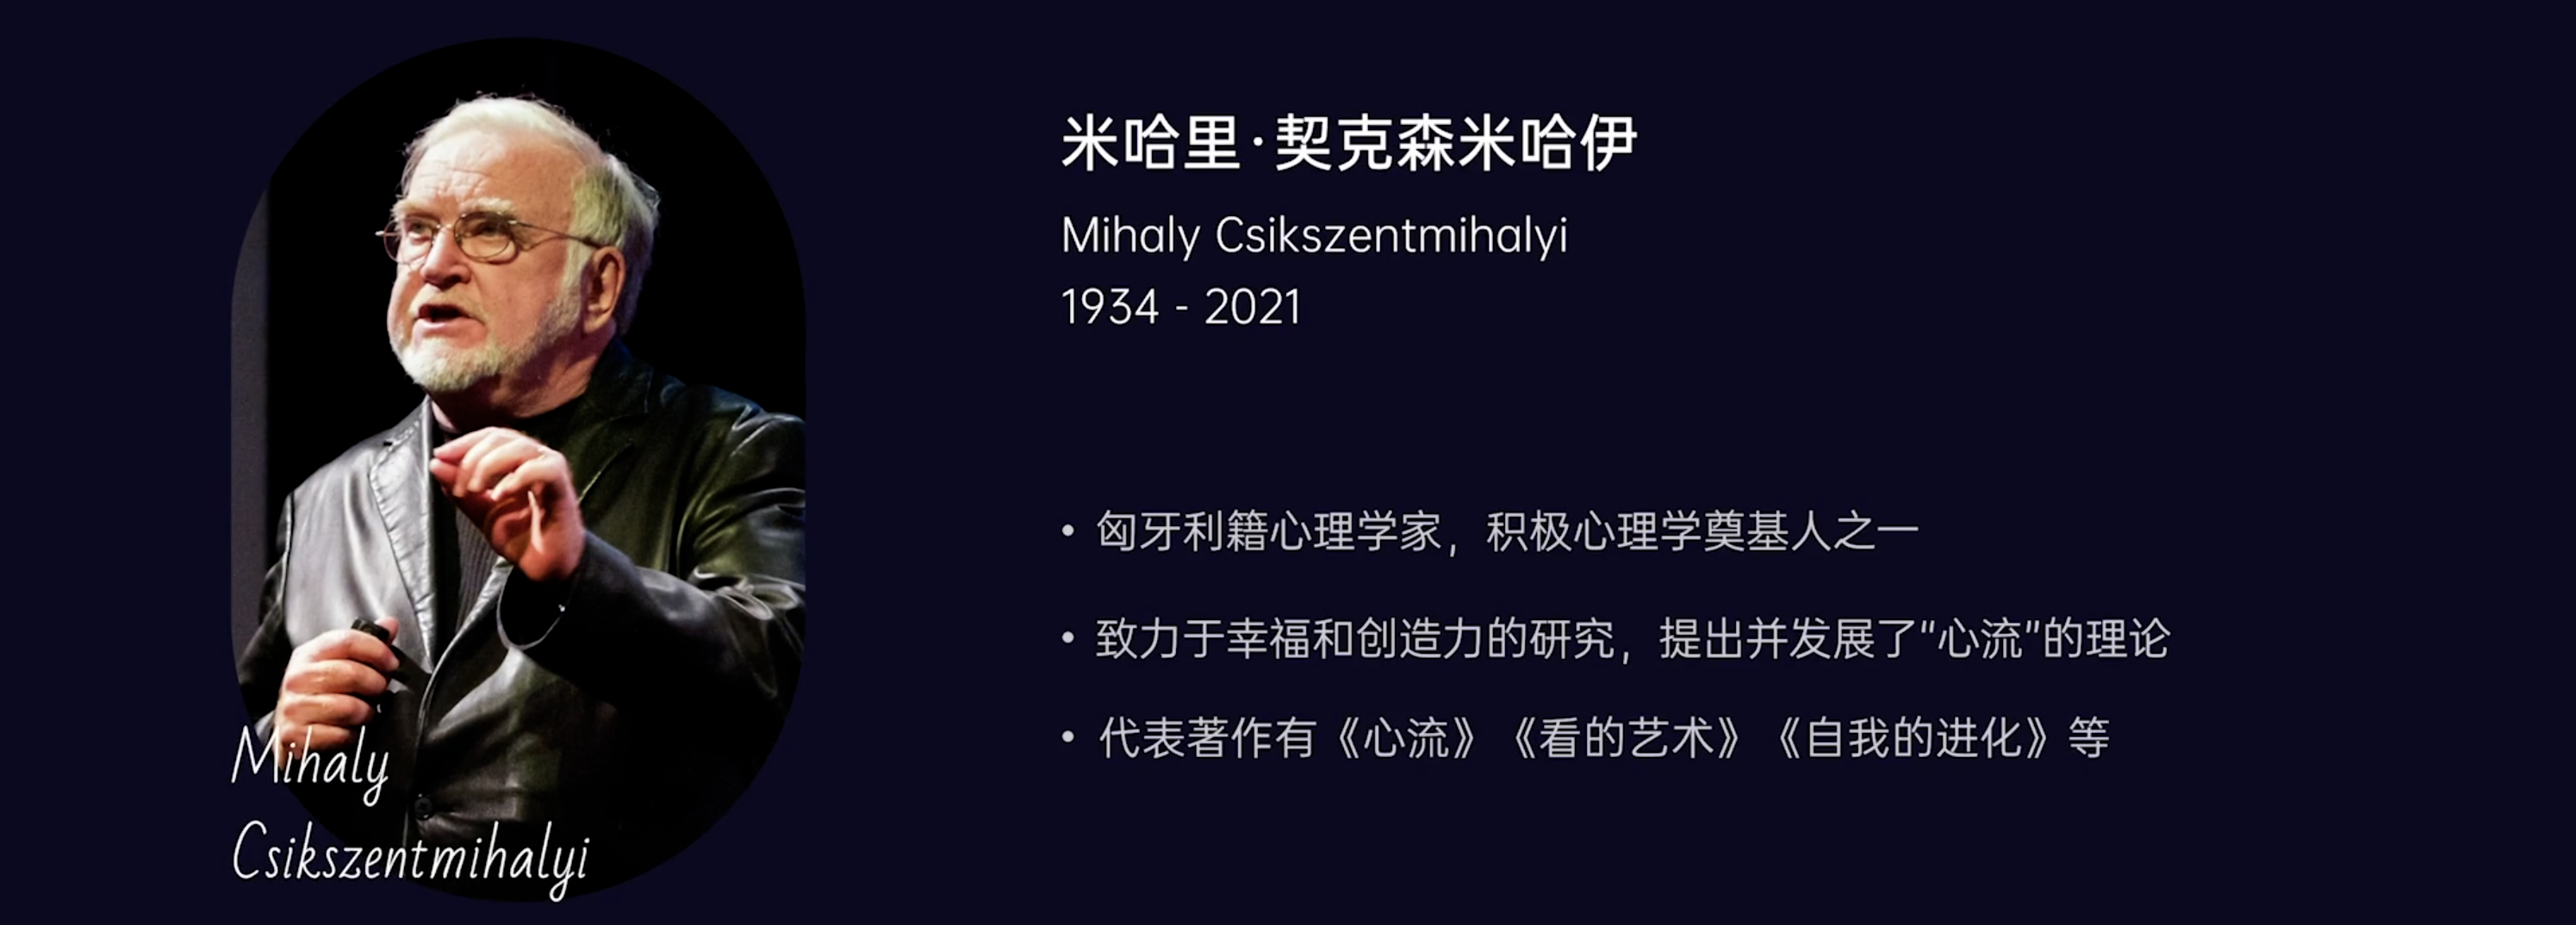 米哈里·契克森米哈伊
Mihaly Csikszentmihalyi
1934 - 2021
• 匈牙利籍心理学家，积极心理学奠基人之一
• 致力于幸福和创造力的研究，提出并发展了“心流”的理论
• 代表著作有《心流》《看的艺术》《自我的进化》等
Mihaly
Csikszentmihalyi